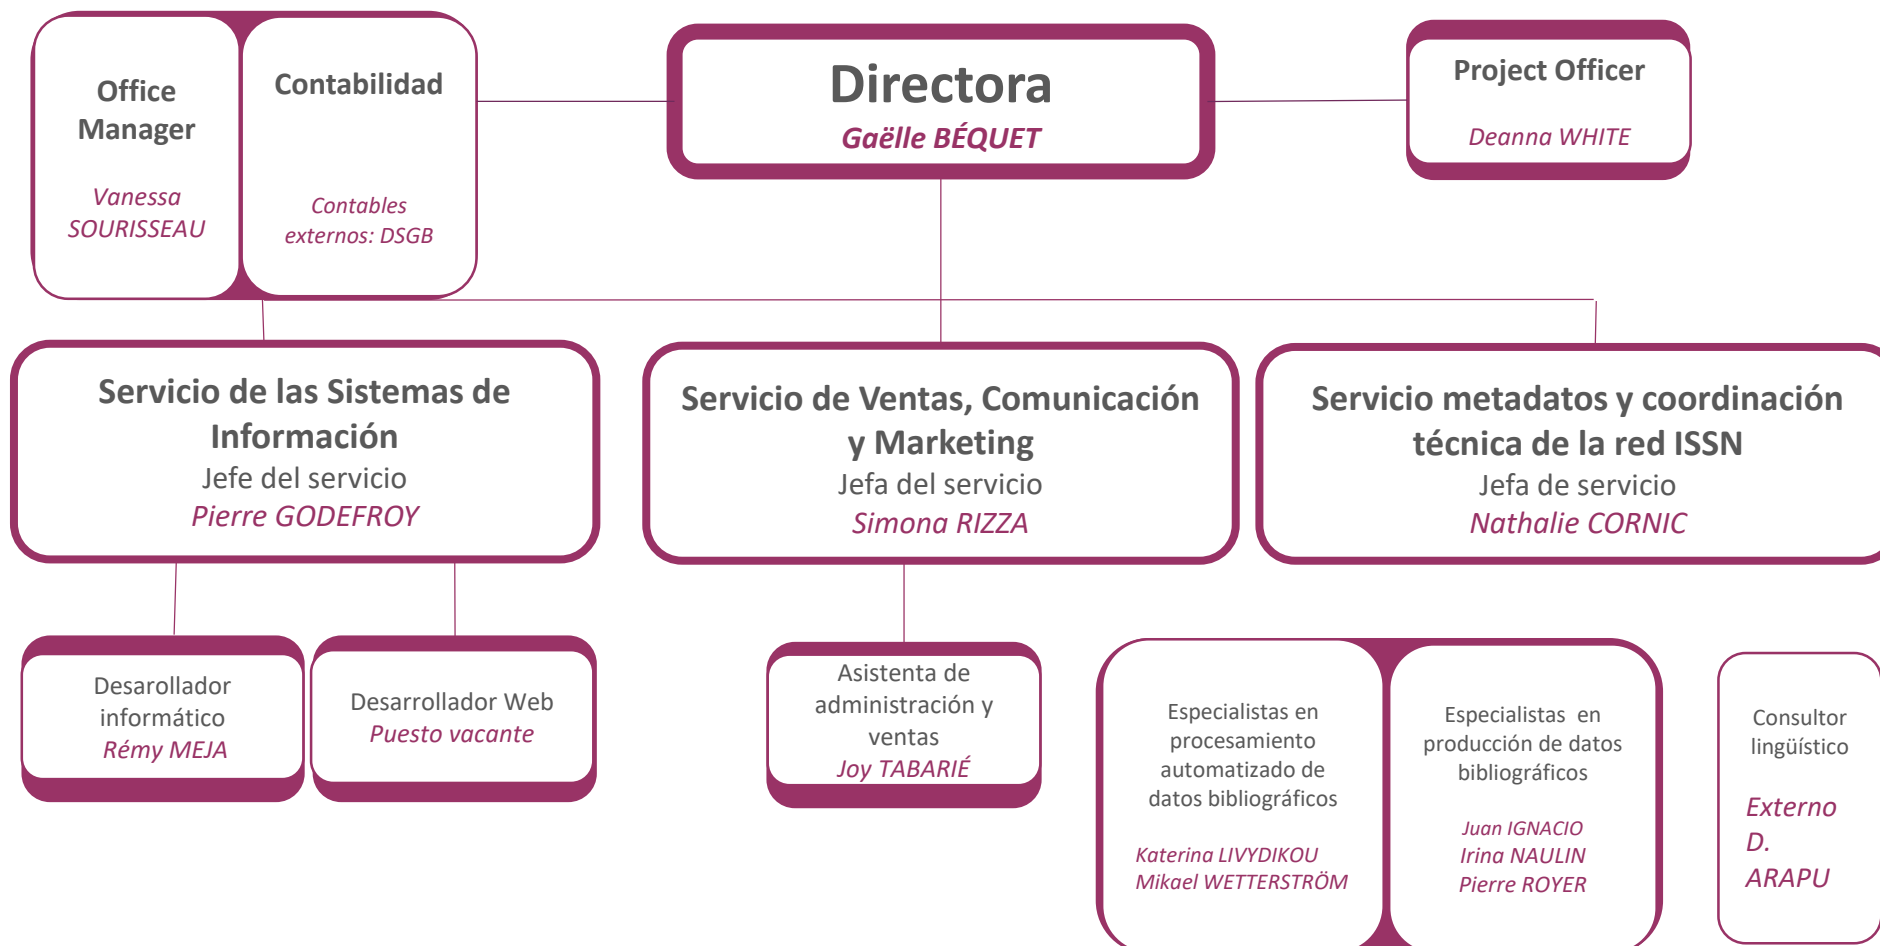 Office
Manager
Vanessa
SOURISSEAU
Contabilidad
Contables
externos: DSGB
Directora
Gaëlle BÉQUET
Project Officer
Deanna WHITE
Servicio de las Sistemas de
Información
Jefe del servicio
Pierre GODEFROY
Servicio de Ventas, Comunicación
y Marketing
Jefa del servicio
Simona RIZZA
Servicio metadatos y coordinación
técnica de la red ISSN
Jefa de servicio
Nathalie CORNIC
Desarollador
informático
Rémy MEJA
Desarrollador Web
Puesto vacante
Asistenta de
administración y
ventas
Joy TABARIÉ
Especialistas en
procesamiento
automatizado de
datos bibliográficos
Katerina LIVYDIKOU
Mikael WETTERSTRÖM
Especialistas en
producción de datos
bibliográficos
Juan IGNACIO
Irina NAULIN
Pierre ROYER
Consultor
lingüístico
Externo
D.
ARAPU